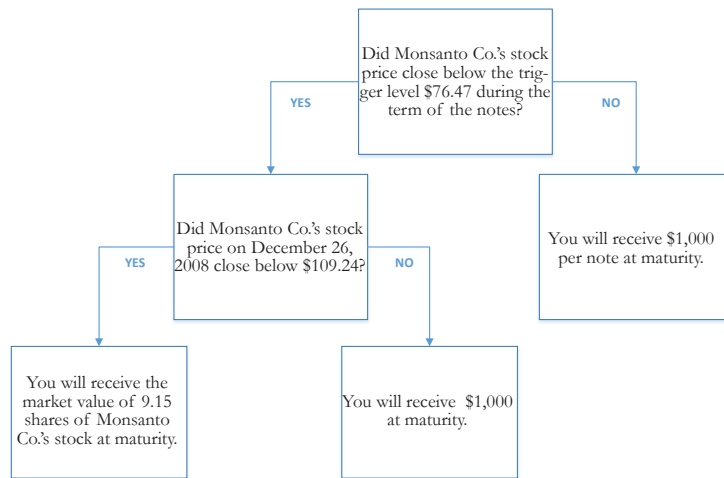 Did Monsanto Co.'s stock
price close below the trig-
ger level $76.47 during the
term of the notes?
YES
NO
Did Monsanto Co.'s stock
price on December 26,
2008 close below $109.24?
You will receive $1,000
per note at maturity.
YES
NO
You will receive the
market value of 9.15
shares of Monsanto
Co.'s stock at maturity.
You will receive $1,000
at maturity.